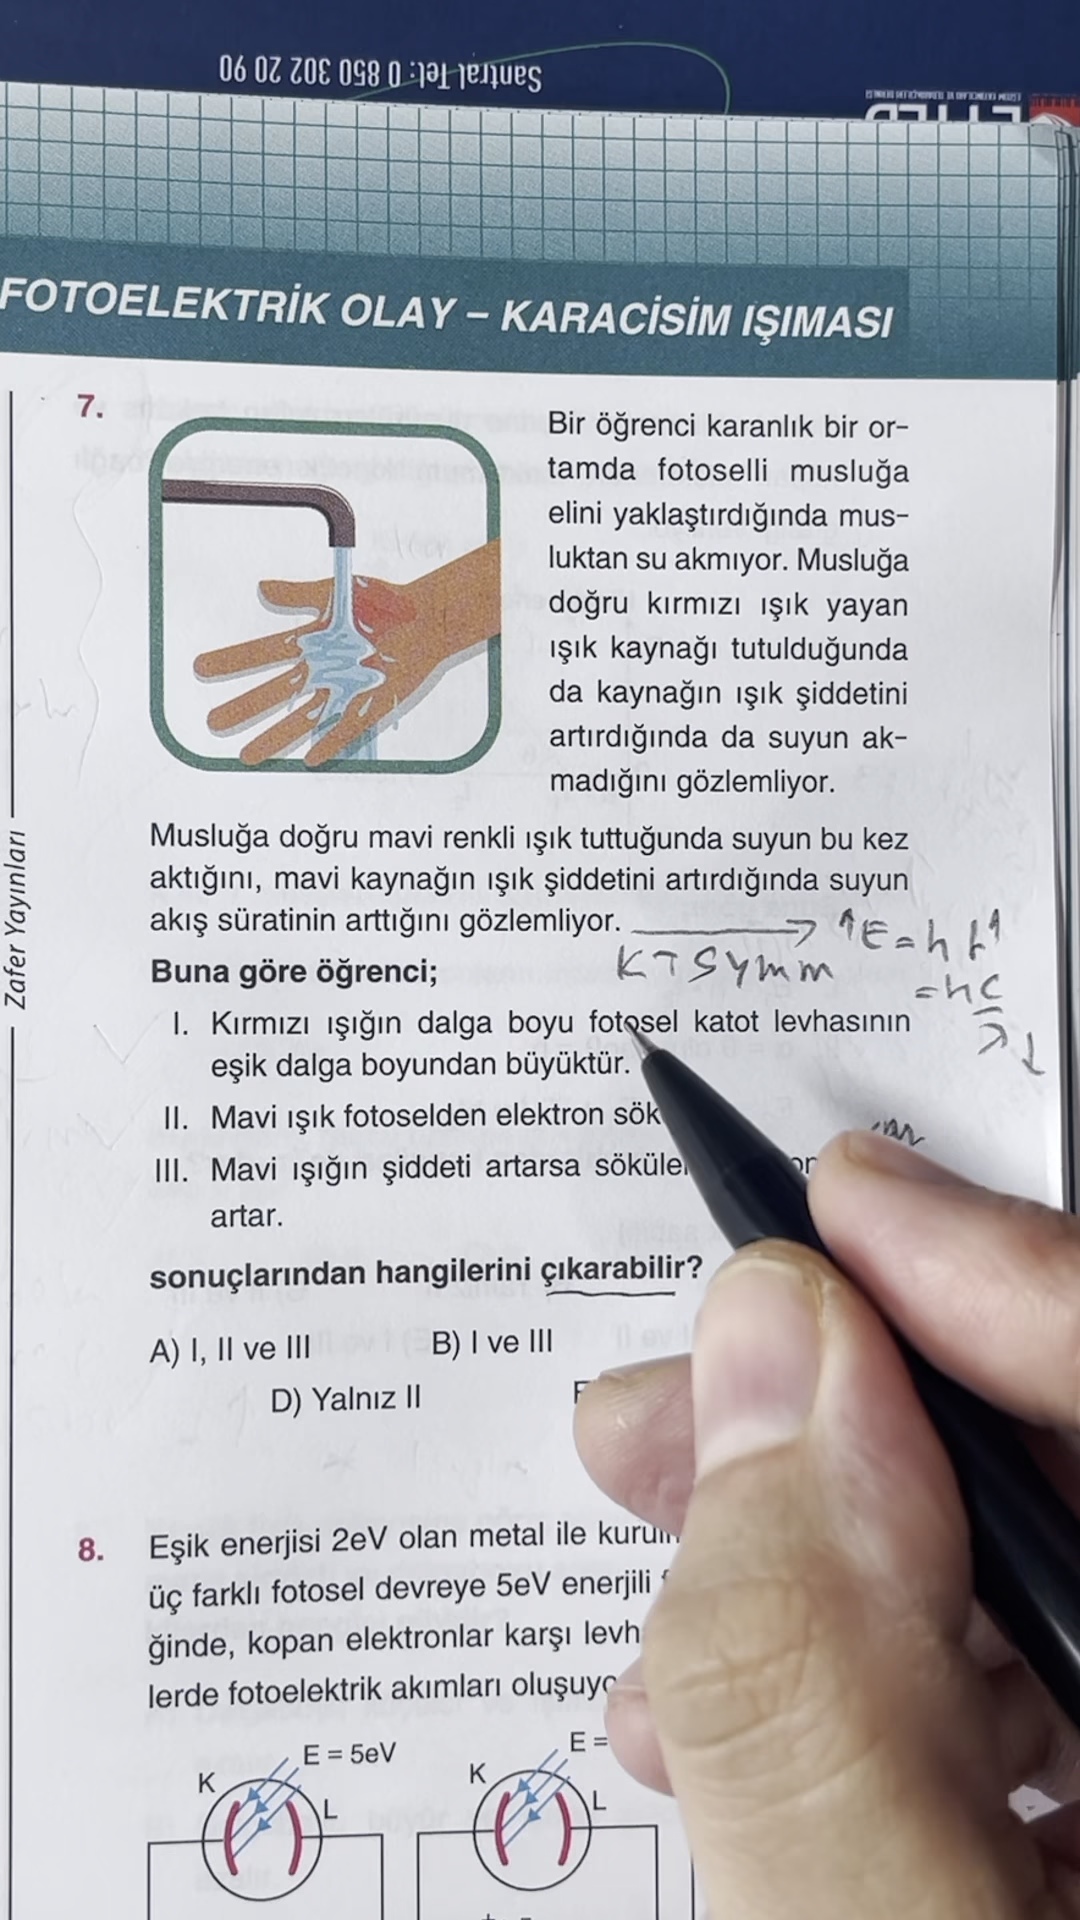 Santral Tel: 0 850 302 20 90
FOTOELEKTRİK OLAY – KARACİSİM IŞIMASI
Zafer Yayınları
7.
Bir öğrenci karanlık bir or-
tamda fotoselli musluğa
elini yaklaştırdığında mus-
luktan su akmıyor. Musluğa
doğru kırmızı ışık yayan
ışık kaynağı tutulduğunda
da kaynağın ışık şiddetini
artırdığında da suyun ak-
madığını gözlemliyor.
Musluğa doğru mavi renkli ışık tuttuğunda suyun bu kez
aktığını, mavi kaynağın ışık şiddetini artırdığında suyun
akış süratinin arttığını gözlemliyor.
↑E = h f↑
KTSYMM
= hc
λ↓
Buna göre öğrenci;
I. Kırmızı ışığın dalga boyu fotosel katot levhasının
eşik dalga boyundan büyüktür.
II. Mavi ışık fotoselden elektron sök
III. Mavi ışığın şiddeti artarsa
artar.
sonuçlarından hangilerini çıkarabilir?
A) I, II ve III B) I ve III
D) Yalnız II
8. Eşik enerjisi 2eV olan metal ile
üç farklı fotosel devreye 5eV enerjili
ğinde, kopan elektronlar karşı
lerde fotoelektrik akımları
E = 5eV
K
L
E =
K
L